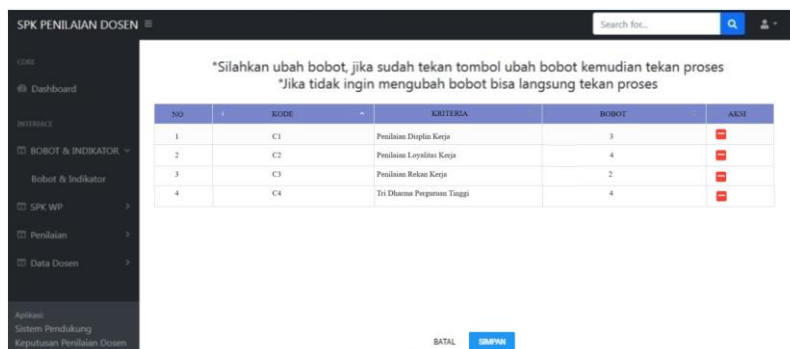 SPK PENILAIAN DOSEN
Search for...
CORE
Dashboard
INTERFACE
BOBOT & INDIKATOR
Bobot & Indikator
SPK WP
Penilaian
Data Dosen
Aplikasi:
Sistem Pendukung
Keputusan Penilaian Dosen
*Silahkan ubah bobot, jika sudah tekan tombol ubah bobot kemudian tekan proses
*Jika tidak ingin mengubah bobot bisa langsung tekan proses
NO KODE KRITERIA BOBOT AKSI
1 C1 Penilaian Displin Kerja 3
2 C2 Penilaian Loyalitas Kerja 4
3 C3 Penilaian Rekan Kerja 2
4 C4 Tri Dharma Perguruan Tinggi 4
BATAL SIMPAN